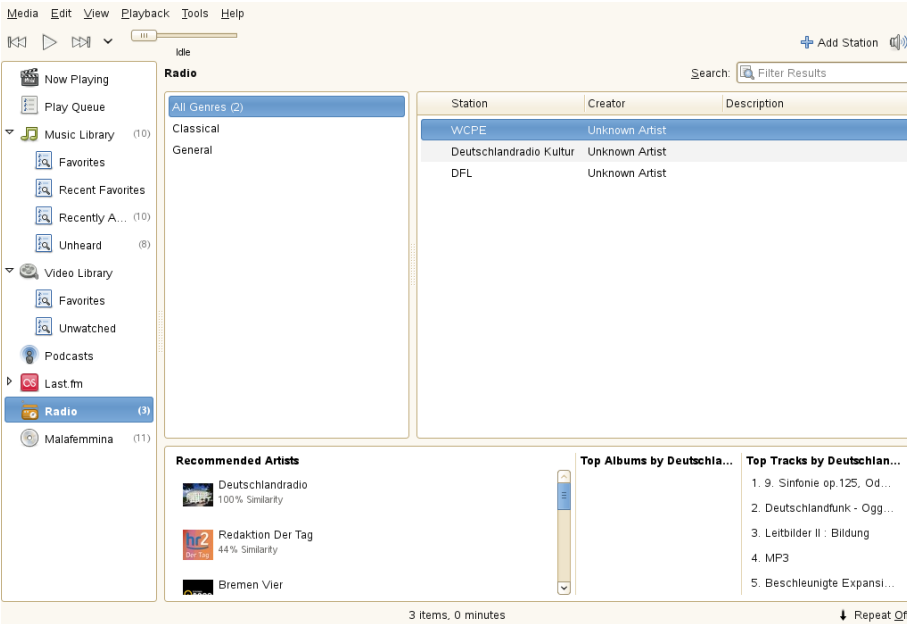 Media Edit View Playback Tools Help
Idle
Add Station
Now Playing
Play Queue
Music Library (10)
Favorites
Recent Favorites
Recently A... (10)
Unheard (8)
Video Library
Favorites
Unwatched
Podcasts
Last.fm
Radio (3)
Malafemmina (11)
Radio
Search: Filter Results
All Genres (2)
Classical
General
Station Creator Description
WCPE Unknown Artist
Deutschlandradio Kultur Unknown Artist
DFL Unknown Artist
Recommended Artists
Deutschlandradio
100% Similarity
hr2
Der Tag
Redaktion Der Tag
44% Similarity
Bremen Vier
Top Albums by Deutschla...
Top Tracks by Deutschlan...
1. 9. Sinfonie op.125, Od...
2. Deutschlandfunk - Ogg...
3. Leitbilder II : Bildung
4. MP3
5. Beschleunigte Expansi...
3 items, 0 minutes
Repeat Of